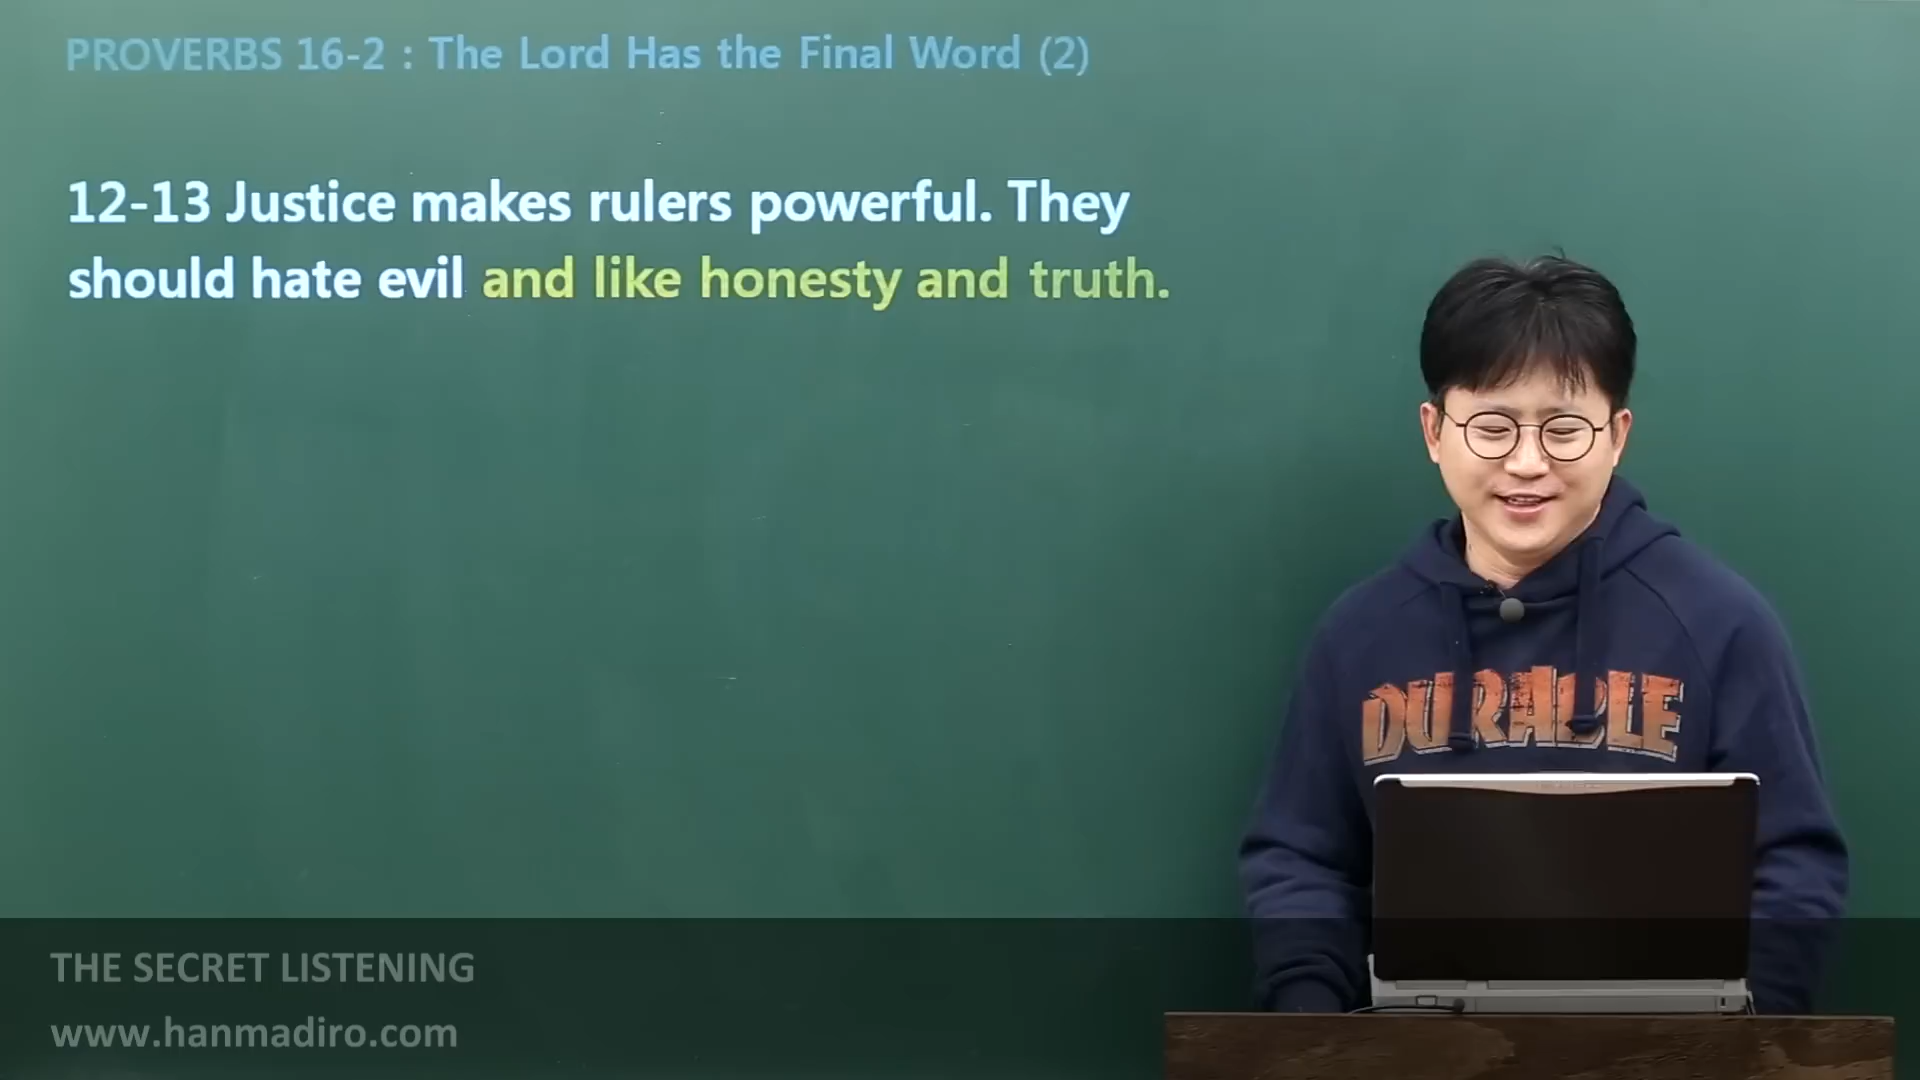 PROVERBS 16-2 : The Lord Has the Final Word (2)
12-13 Justice makes rulers powerful. They
should hate evil and like honesty and truth.
DURABLE
THE SECRET LISTENING
www.hanmadiro.com